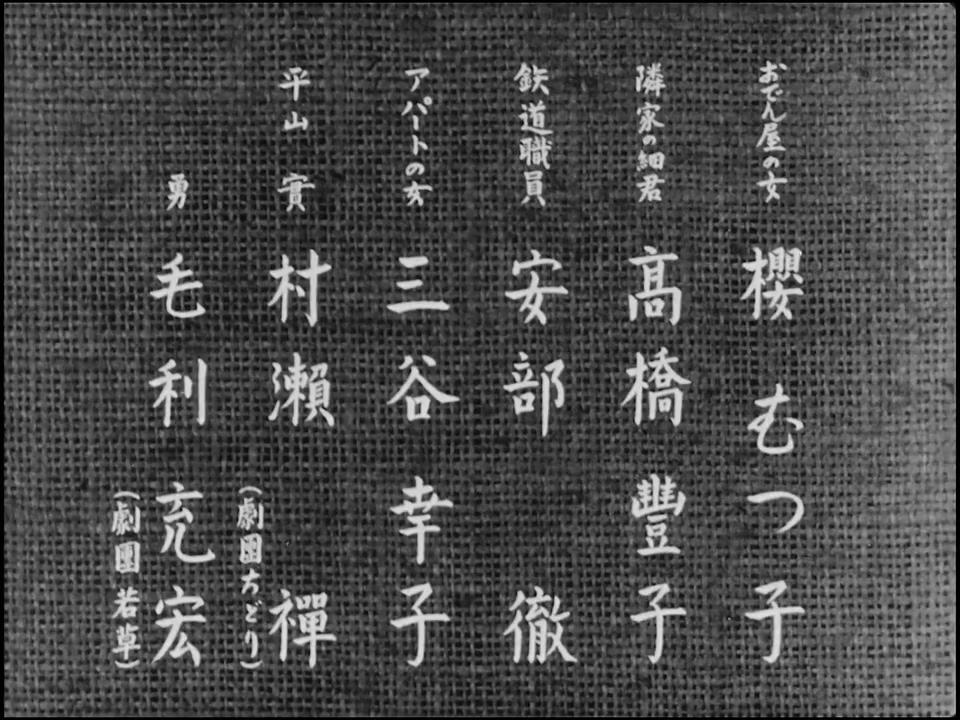 おでん屋の女 櫻むつ子
隣家の細君 高橋豐子
鉄道職員 安部徹
アパートの女 三谷幸子
平山實 村瀬禪
(劇團ちどり)
勇 毛利充宏
(劇團若草)